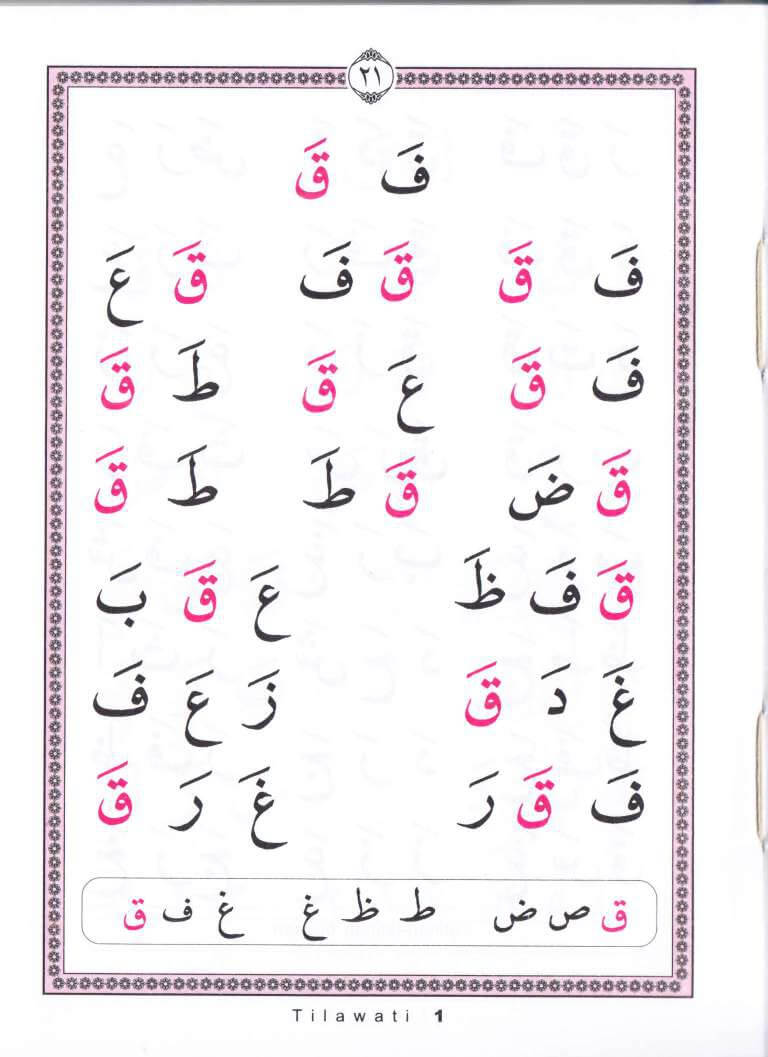 ٢١
فَ قَ
فَ قَ قَ فَ قَ عَ
فَ قَ عَ قَ طَ قَ
قَ ضَ قَ طَ طَ قَ
قَ فَ ظَ عَ قَ بَ
غَ دَ قَ زَ عَ فَ
فَ قَ رَ غَ رَ قَ
ق ص ض ط ظ غ غ ف ق
Tilawati 1